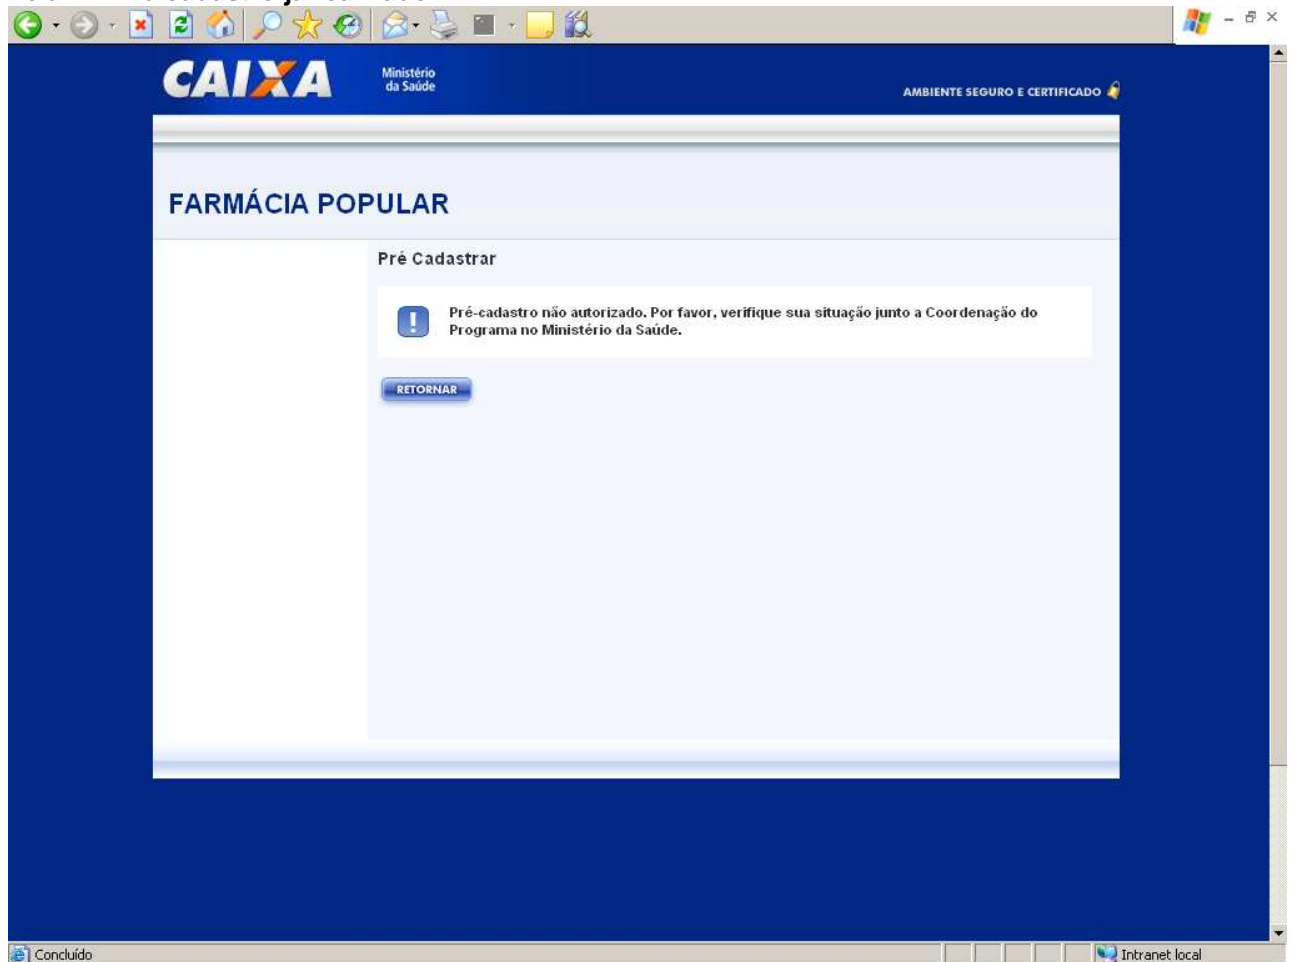 CAIXA
Ministério
da Saúde
AMBIENTE SEGURO E CERTIFICADO
FARMÁCIA POPULAR
Pré Cadastrar
Pré-cadastro não autorizado. Por favor, verifique sua situação junto a Coordenação do
Programa no Ministério da Saúde.
RETORNAR
Concluído
Intranet local